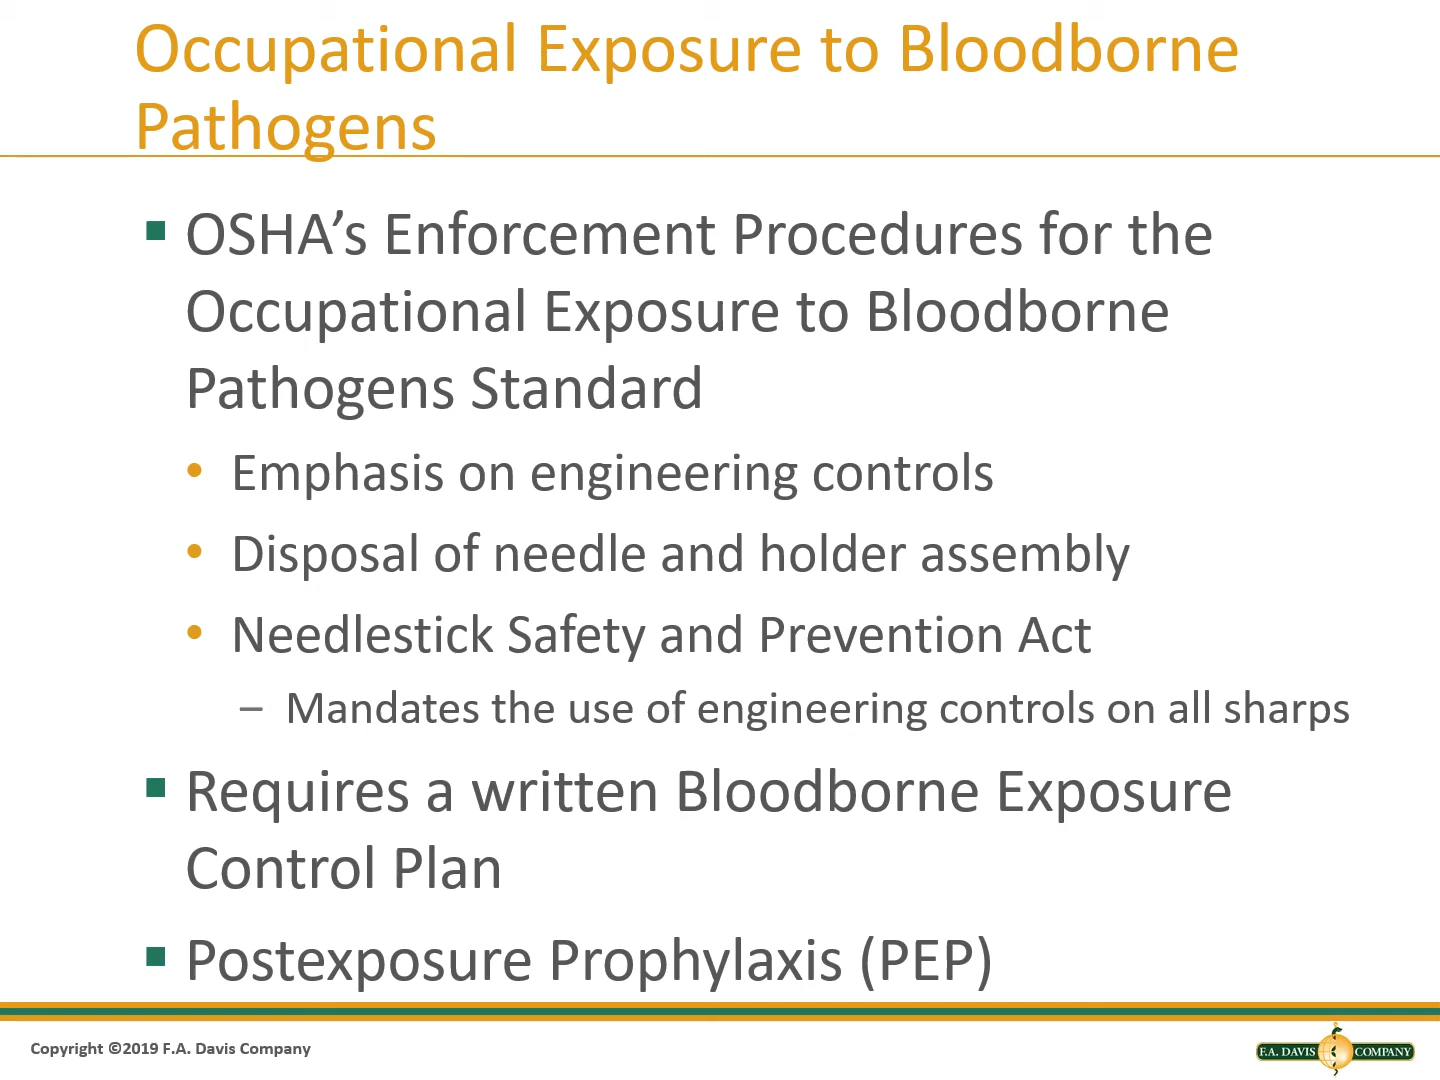 Occupational Exposure to Bloodborne
Pathogens
▪ OSHA’s Enforcement Procedures for the
Occupational Exposure to Bloodborne
Pathogens Standard
• Emphasis on engineering controls
• Disposal of needle and holder assembly
• Needlestick Safety and Prevention Act
– Mandates the use of engineering controls on all sharps
▪ Requires a written Bloodborne Exposure
Control Plan
▪ Postexposure Prophylaxis (PEP)
Copyright ©2019 F.A. Davis Company
F.A. DAVIS COMPANY